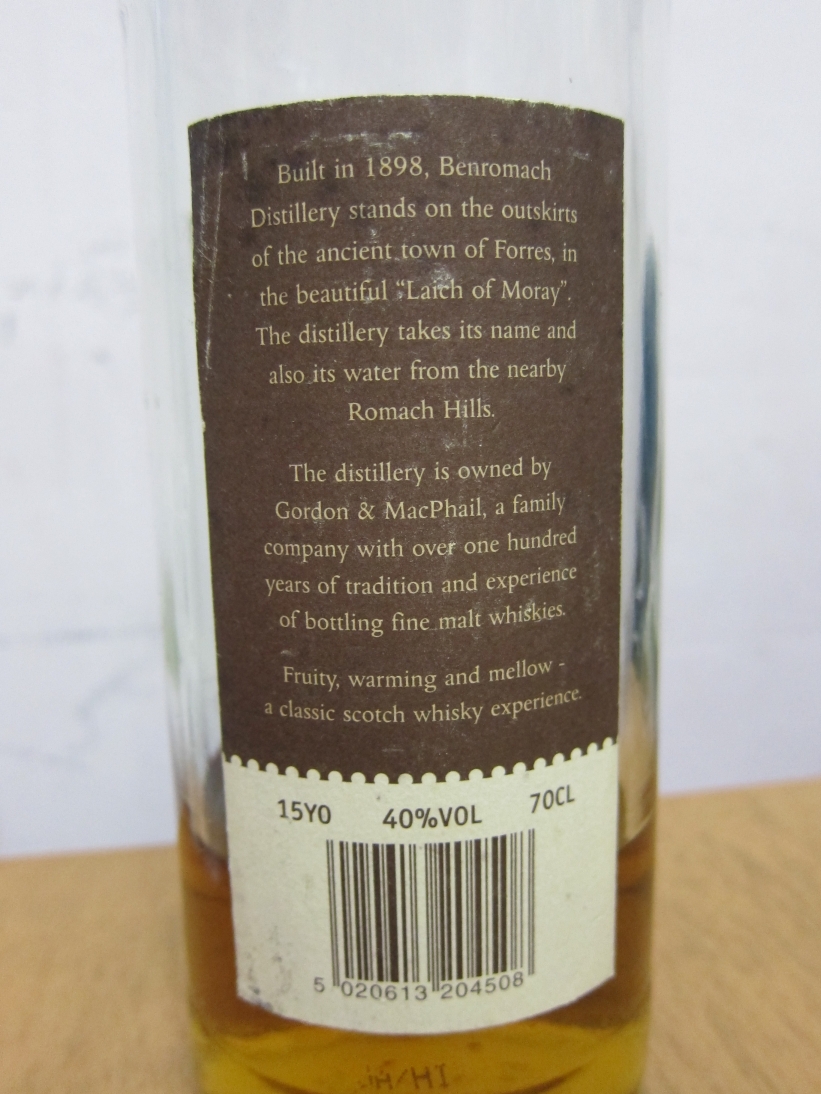 Built in 1898, Benromach
Distillery stands on the outskirts
of the ancient town of Forres, in
the beautiful “Laich of Moray”.
The distillery takes its name and
also its water from the nearby
Romach Hills.
The distillery is owned by
Gordon & MacPhail, a family
company with over one hundred
years of tradition and experience
of bottling fine malt whiskies.
Fruity, warming and mellow -
a classic scotch whisky experience.
15YO 40%VOL 70CL
5 020613 204508